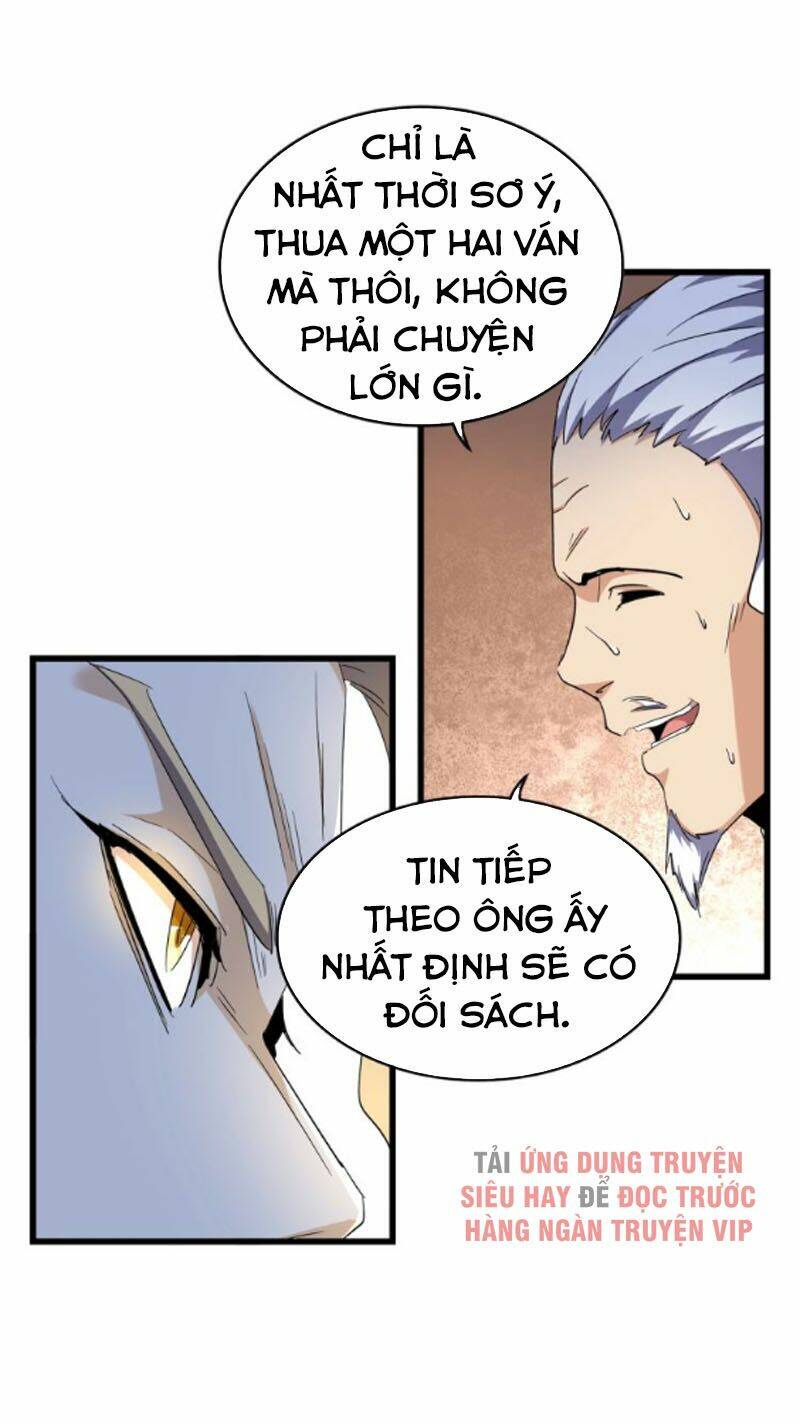 CHỈ LÀ
NHẤT THỜI SƠ Ý,
THUA MỘT HAI VÁN
MÀ THÔI, KHÔNG
PHẢI CHUYỆN
LỚN GÌ.
TIN TIẾP
THEO ÔNG ẤY
NHẤT ĐỊNH SẼ CÓ
ĐỐI SÁCH.
TẢI ỨNG DỤNG TRUYỆN
SIÊU HAY ĐỂ ĐỌC TRƯỚC
HÀNG NGÀN TRUYỆN VIP